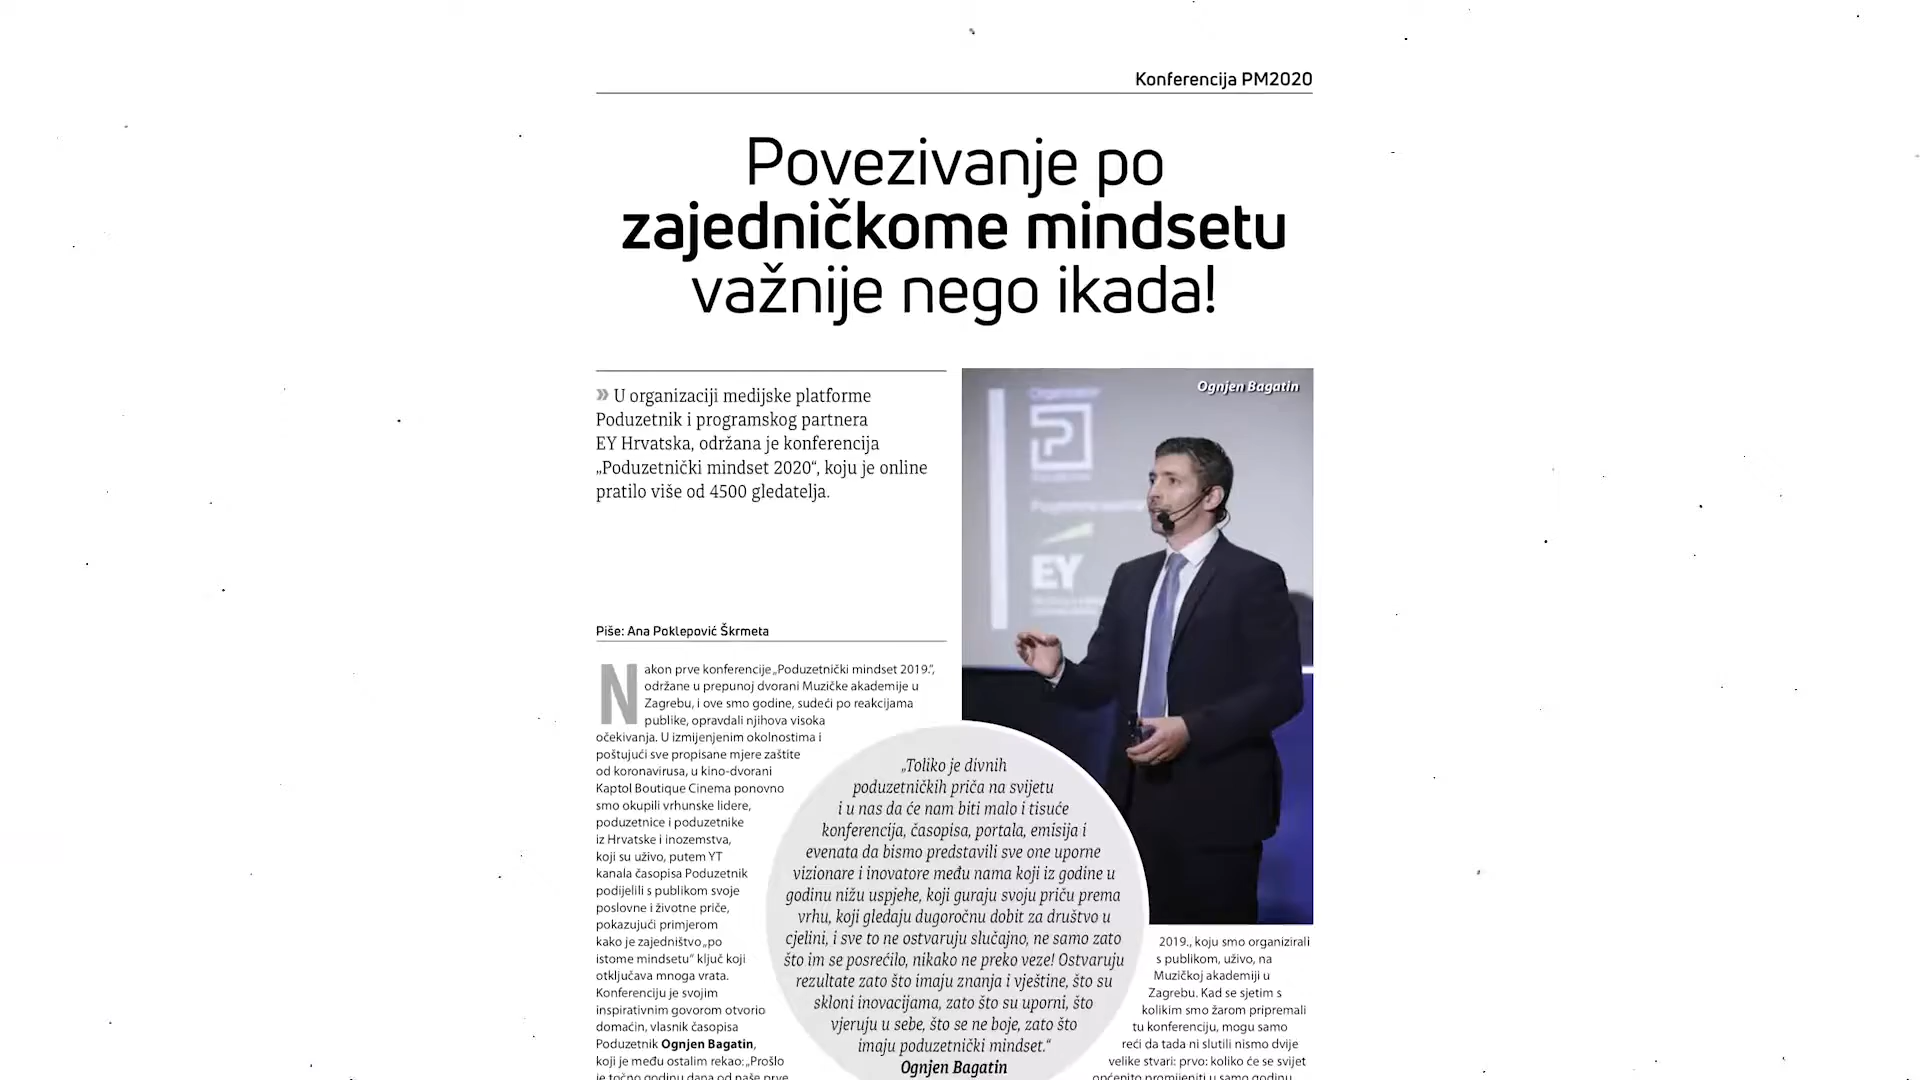 Konferencija PM2020
Povezivanje po
zajedničkome mindsetu
važnije nego ikada!
» U organizaciji medijske platforme
Poduzetnik i programskog partnera
EY Hrvatska, održana je konferencija
„Poduzetnički mindset 2020“, koju je online
pratilo više od 4500 gledatelja.
Ognjen Bagatin
EY
Piše: Ana Poklepović Škrmeta
Nakon prve konferencije „Poduzetnički mindset 2019.”,
održane u prepunoj dvorani Muzičke akademije u
Zagrebu, i ove smo godine, sudeći po reakcijama
publike, opravdali njihova visoka
očekivanja. U izmijenjenim okolnostima i
poštujući sve propisane mjere zaštite
od koronavirusa, u kino-dvorani
Kaptol Boutique Cinema ponovno
smo okupili vrhunske lidere,
poduzetnice i poduzetnike
iz Hrvatske i inozemstva,
koji su uživo, putem YT
kanala časopisa Poduzetnik
podijelili s publikom svoje
poslovne i životne priče,
pokazujući primjerom
kako je zajedništvo „po
istome mindsetu“ ključ koji
otključava mnoga vrata.
Konferenciju je svojim
inspirativnim govorom otvorio
domaćin, vlasnik časopisa
Poduzetnik Ognjen Bagatin,
koji je među ostalim rekao: „Prošlo
je točno godinu dana od naše prve
„Toliko je divnih
poduzetničkih priča na svijetu
i u nas da će nam biti malo i tisuće
konferencija, časopisa, portala, emisija i
evenata da bismo predstavili sve one uporne
vizionare i inovatore među nama koji iz godine u
godinu nižu uspjehe, koji guraju svoju priču prema
vrhu, koji gledaju dugoročnu dobit za društvo u
cjelini, i sve to ne ostvaruju slučajno, ne samo zato
što im se posrećilo, nikako ne preko veze! Ostvaruju
rezultate zato što imaju znanja i vještine, što su
skloni inovacijama, zato što su uporni, što
vjeruju u sebe, što se ne boje, zato što
imaju poduzetnički mindset.“
Ognjen Bagatin
2019., koju smo organizirali
s publikom, uživo, na
Muzičkoj akademiji u
Zagrebu. Kad se sjetim s
kolikim smo žarom pripremali
tu konferenciju, mogu samo
reći da tada ni slutili nismo dvije
velike stvari: prvo: koliko će se svijet
općenito promijeniti u samo godinu